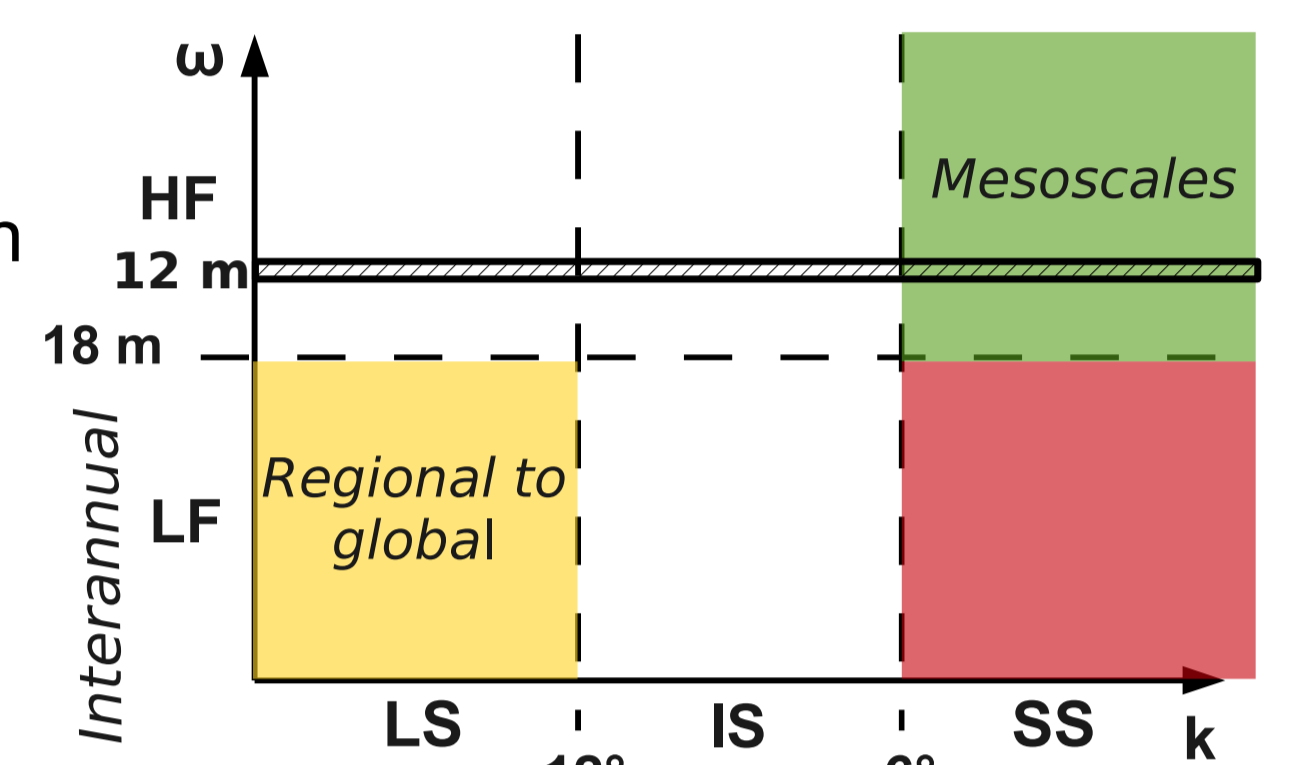 ω
HF
Mesoscales
12 m
18 m
Interannual
LF
Regional to
global
LS
IS
SS
k